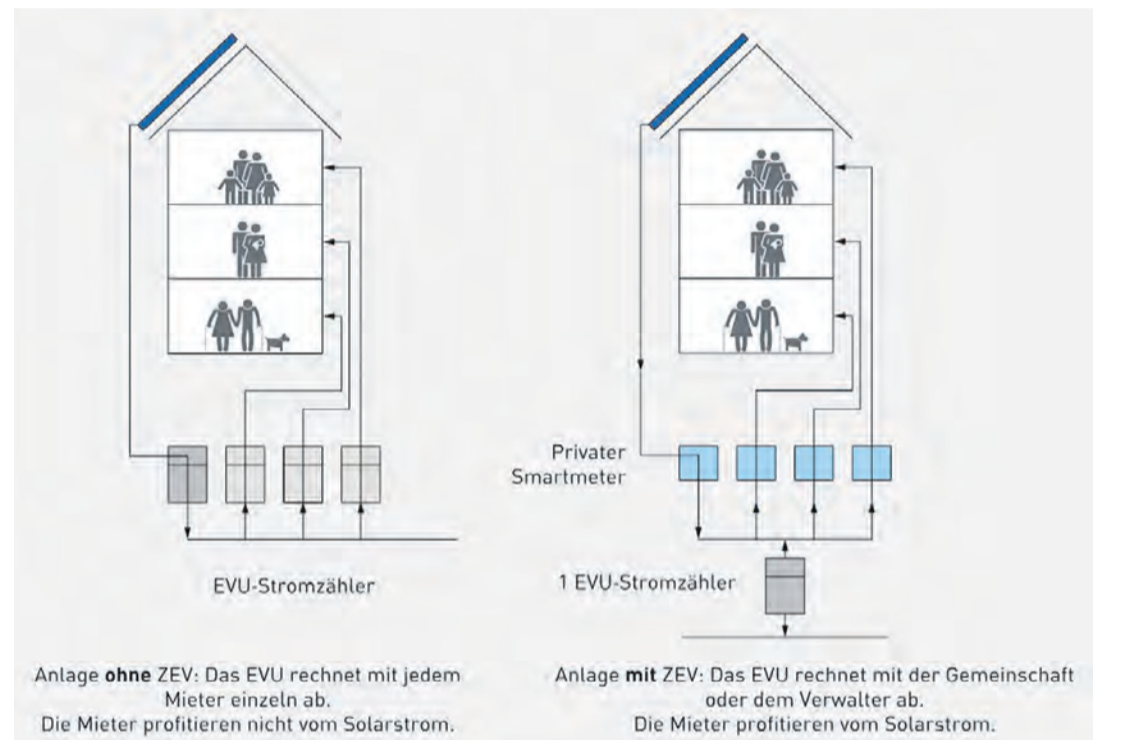 Privater
Smartmeter
EVU-Stromzähler
1 EVU-Stromzähler
Anlage ohne ZEV: Das EVU rechnet mit jedem
Mieter einzeln ab.
Die Mieter profitieren nicht vom Solarstrom.
Anlage mit ZEV: Das EVU rechnet mit der Gemeinschaft
oder dem Verwalter ab.
Die Mieter profitieren vom Solarstrom.